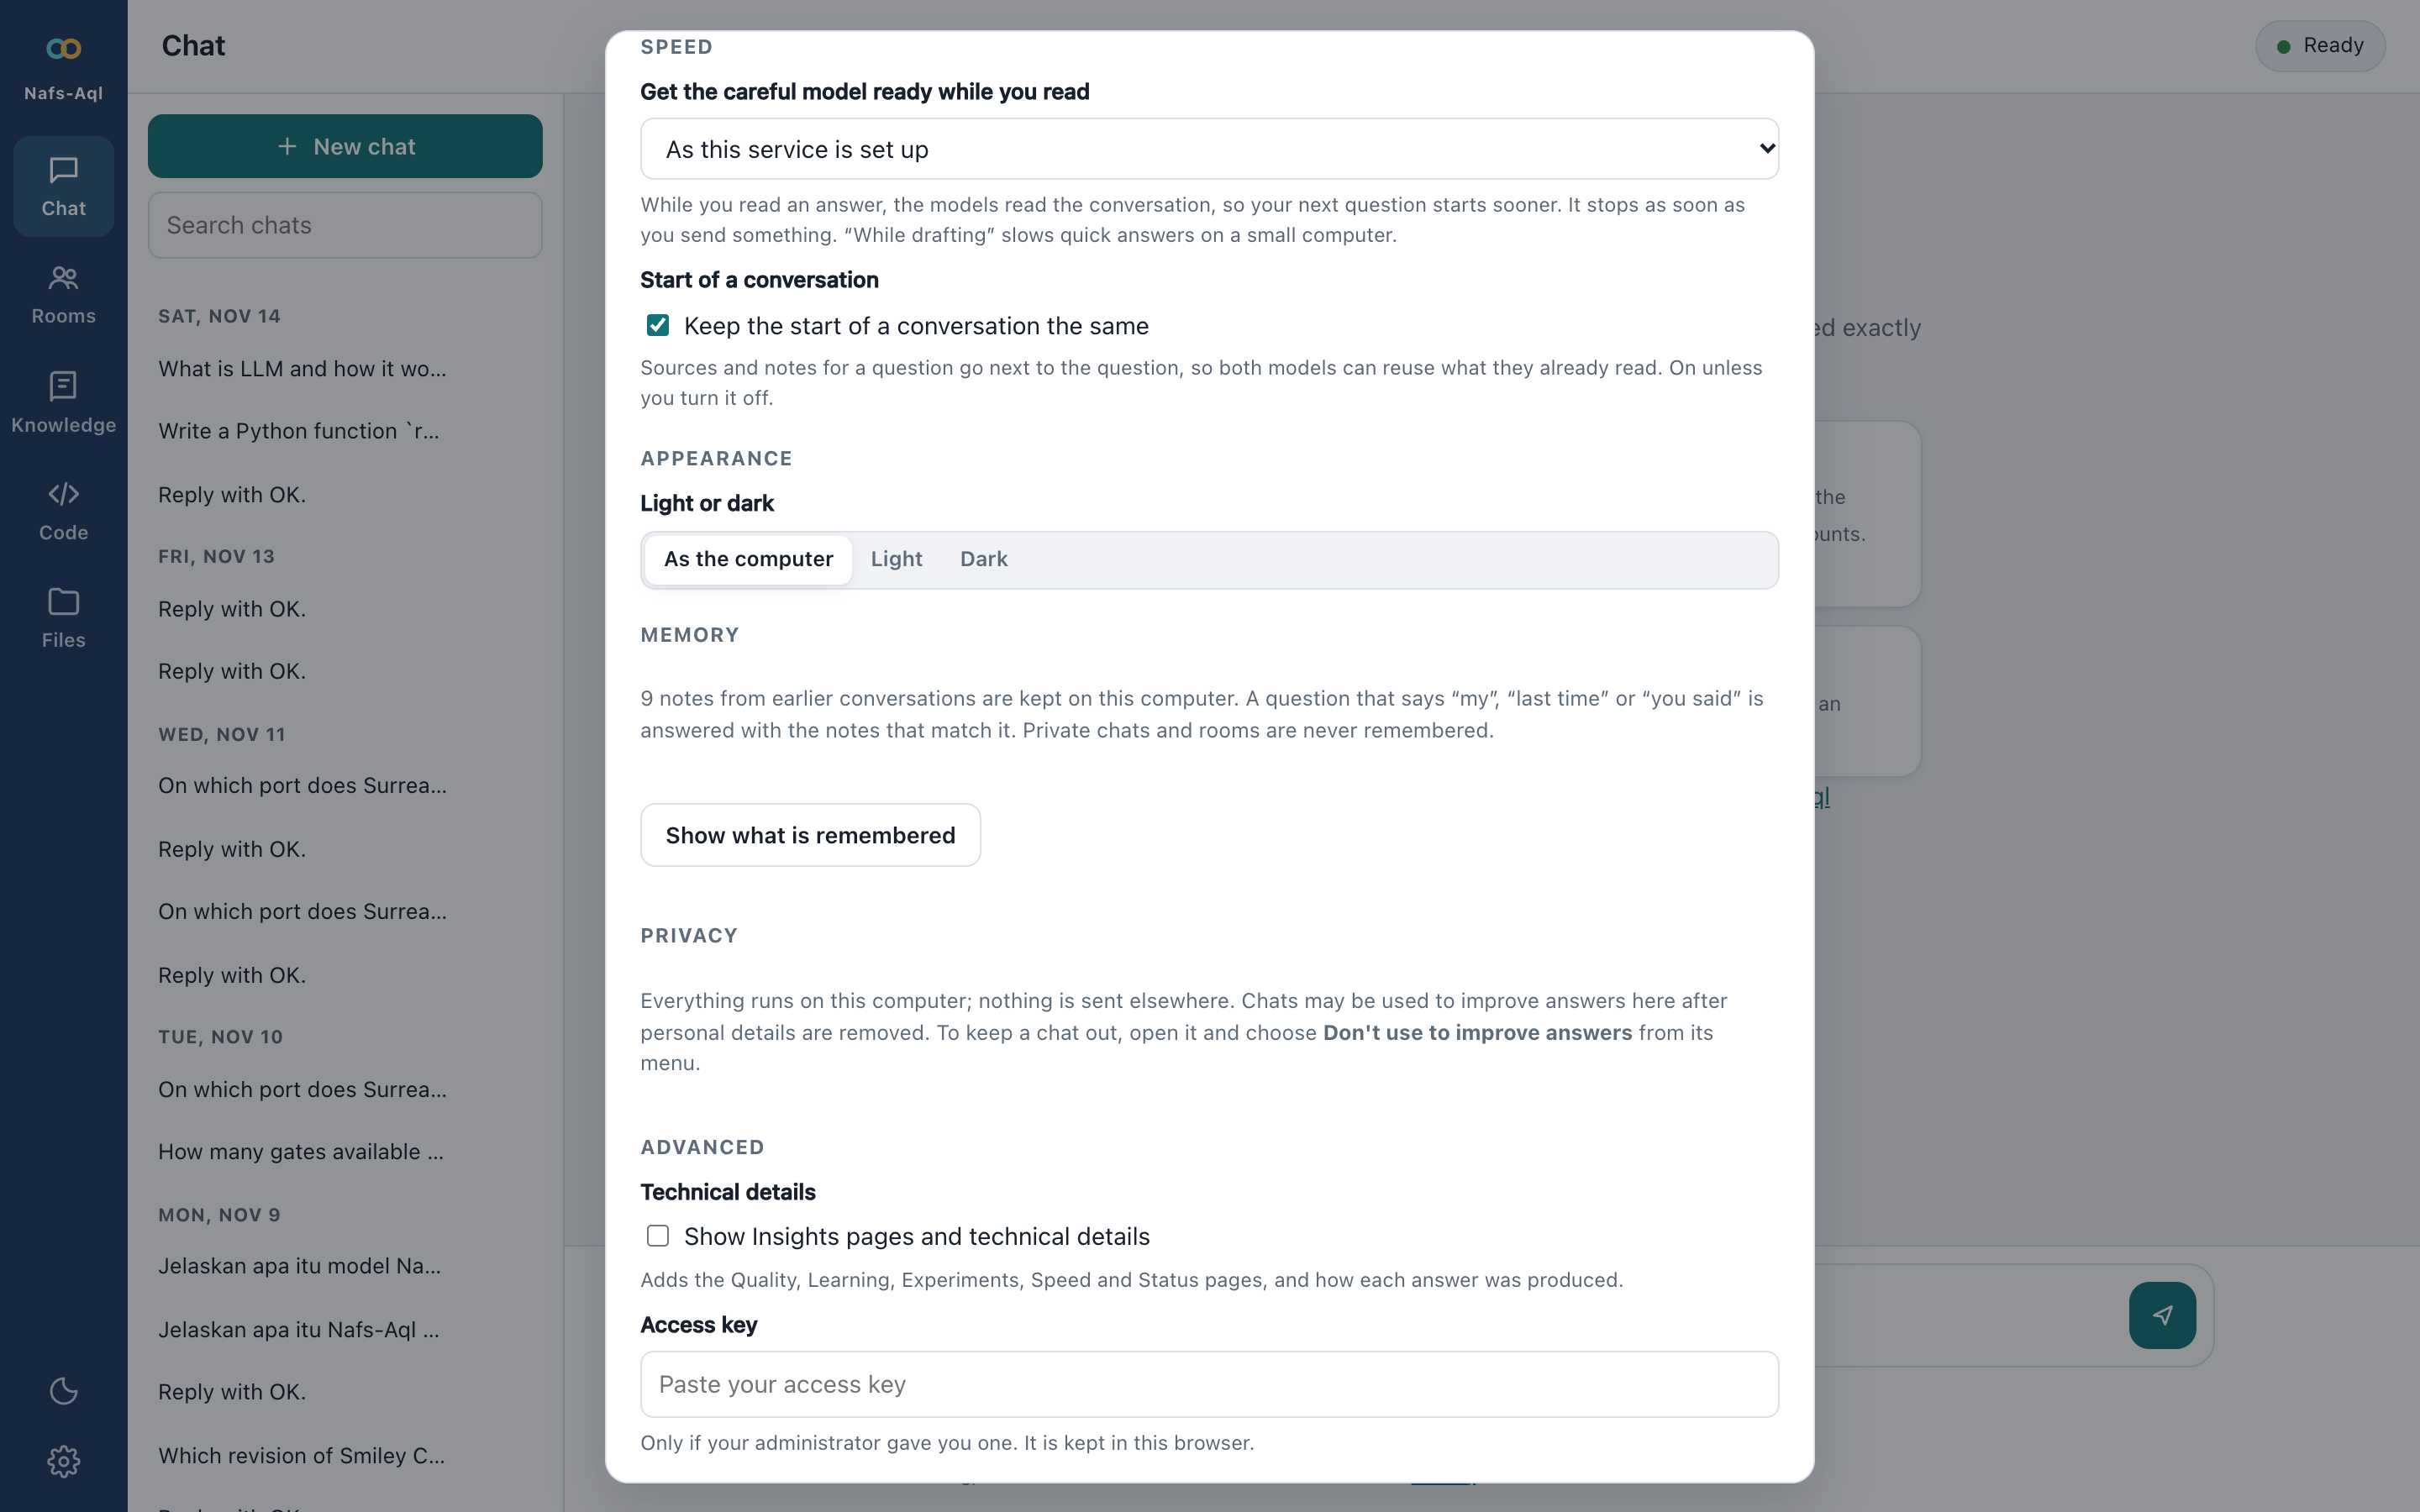 Nafs-Aql
Chat
Rooms
Knowledge
Code
Files
Chat
Ready
+ New chat
Search chats
SAT, NOV 14
What is LLM and how it wo...
Write a Python function `r...
Reply with OK.
FRI, NOV 13
Reply with OK.
Reply with OK.
WED, NOV 11
On which port does Surrea...
Reply with OK.
On which port does Surrea...
Reply with OK.
TUE, NOV 10
On which port does Surrea...
How many gates available ...
MON, NOV 9
Jelaskan apa itu model Na...
Jelaskan apa itu Nafs-Aql ...
Reply with OK.
Which revision of Smiley C...
SPEED
Get the careful model ready while you read
As this service is set up
While you read an answer, the models read the conversation, so your next question starts sooner. It stops as soon as
you send something. “While drafting” slows quick answers on a small computer.
Start of a conversation
Keep the start of a conversation the same
Sources and notes for a question go next to the question, so both models can reuse what they already read. On unless
you turn it off.
APPEARANCE
Light or dark
As the computer Light Dark
MEMORY
9 notes from earlier conversations are kept on this computer. A question that says “my”, “last time” or “you said” is
answered with the notes that match it. Private chats and rooms are never remembered.
Show what is remembered
PRIVACY
Everything runs on this computer; nothing is sent elsewhere. Chats may be used to improve answers here after
personal details are removed. To keep a chat out, open it and choose Don't use to improve answers from its
menu.
ADVANCED
Technical details
Show Insights pages and technical details
Adds the Quality, Learning, Experiments, Speed and Status pages, and how each answer was produced.
Access key
Paste your access key
Only if your administrator gave you one. It is kept in this browser.
exactly
the
an